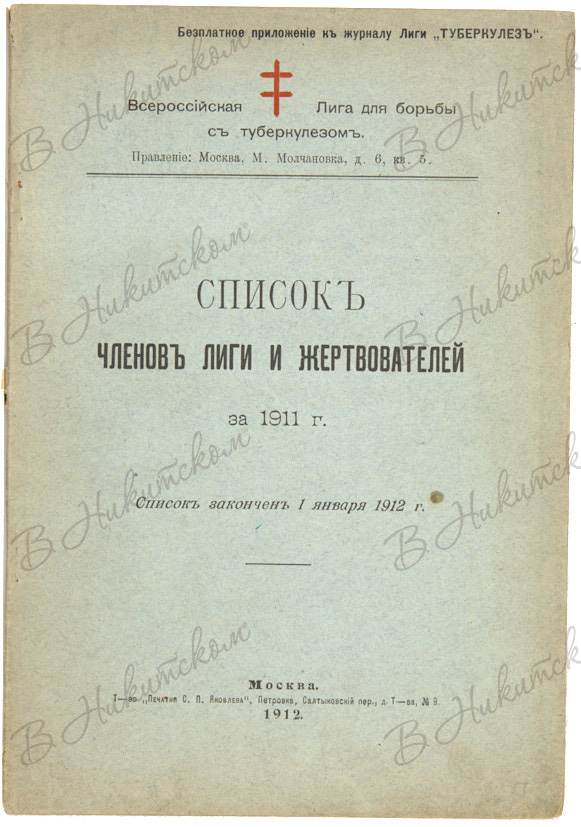 Безплатное приложеніе къ журналу Лиги „ТУБЕРКУЛЕЗЪ“.
Всероссійская Лига для борьбы
съ туберкулезомъ.
Правленіе: Москва, М. Молчановка, д. 6, кв. 5.
СПИСОКЪ
ЧЛЕНОВЪ ЛИГИ И ЖЕРТВОВАТЕЛЕЙ
за 1911 г.
Списокъ законченъ 1 января 1912 г.
Москва.
Т—во „Печатня С. П. Яковлева“, Петровка, Салтыковскій пер., д. Т—ва, № 9.
1912.
В Никитском
В Никитском
В Никитском
В Никитском
В Никитском
В Никитском
В Никитском
В Никитском